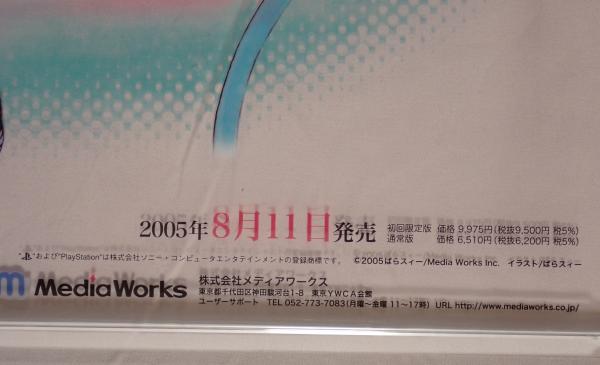 2005年8月11日発売
初回限定版 価格 9,975円(税抜9,500円 税5%)
通常版 価格 6,510円(税抜6,200円 税5%)
"および"PlayStation"は株式会社ソニー・コンピュータエンタテインメントの登録商標です。 ©2005ばらスィー/Media Works Inc. イラスト/ばらスィー
m MediaWorks
株式会社メディアワークス
東京都千代田区神田駿河台1-8 東京YWCA会館
ユーザーサポート TEL 052-773-7083(月曜〜金曜 11〜17時) URL http://www.mediaworks.co.jp/